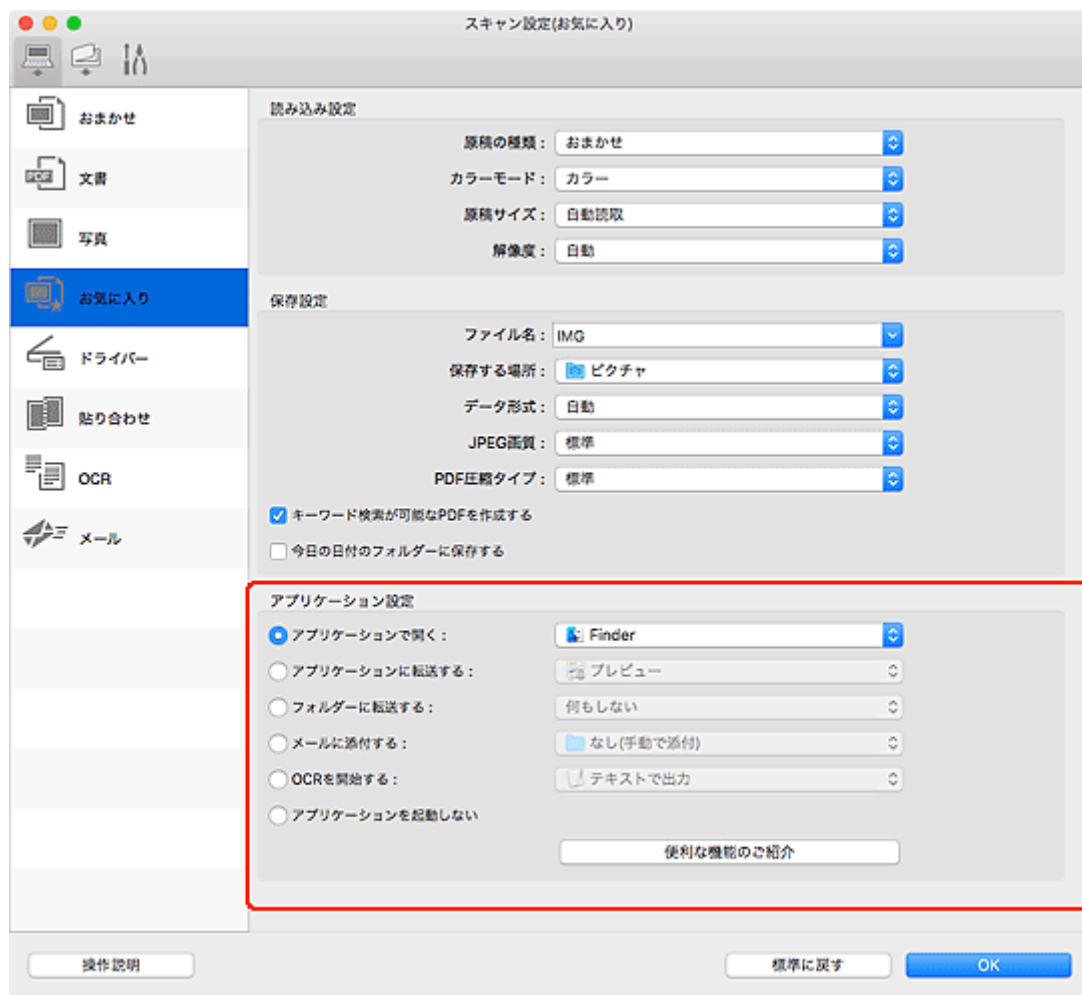 スキャン設定(お気に入り)
おまかせ
文書
写真
お気に入り
ドライバー
貼り合わせ
OCR
メール
読み込み設定
原稿の種類： おまかせ
カラーモード： カラー
原稿サイズ： 自動読取
解像度： 自動
保存設定
ファイル名： IMG
保存する場所： ピクチャ
データ形式： 自動
JPEG画質： 標準
PDF圧縮タイプ： 標準
キーワード検索が可能なPDFを作成する
今日の日付のフォルダーに保存する
アプリケーション設定
アプリケーションで開く： Finder
アプリケーションに転送する： プレビュー
フォルダーに転送する： 何もしない
メールに添付する： なし(手動で添付)
OCRを開始する： テキストで出力
アプリケーションを起動しない
便利な機能のご紹介
操作説明 標準に戻す OK